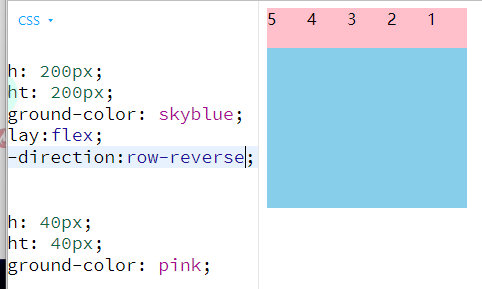 CSS
h: 200px;
ht: 200px;
ground-color: skyblue;
lay:flex;
-direction:row-reverse;
h: 40px;
ht: 40px;
ground-color: pink;
5 4 3 2 1